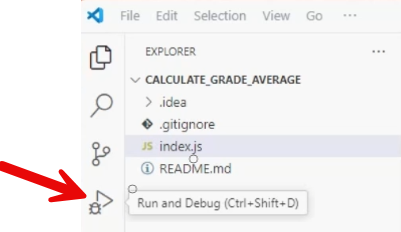 File Edit Selection View Go ...
EXPLORER ...
CALCULATE_GRADE_AVERAGE
.idea
.gitignore
JS index.js
README.md
Run and Debug (Ctrl+Shift+D)